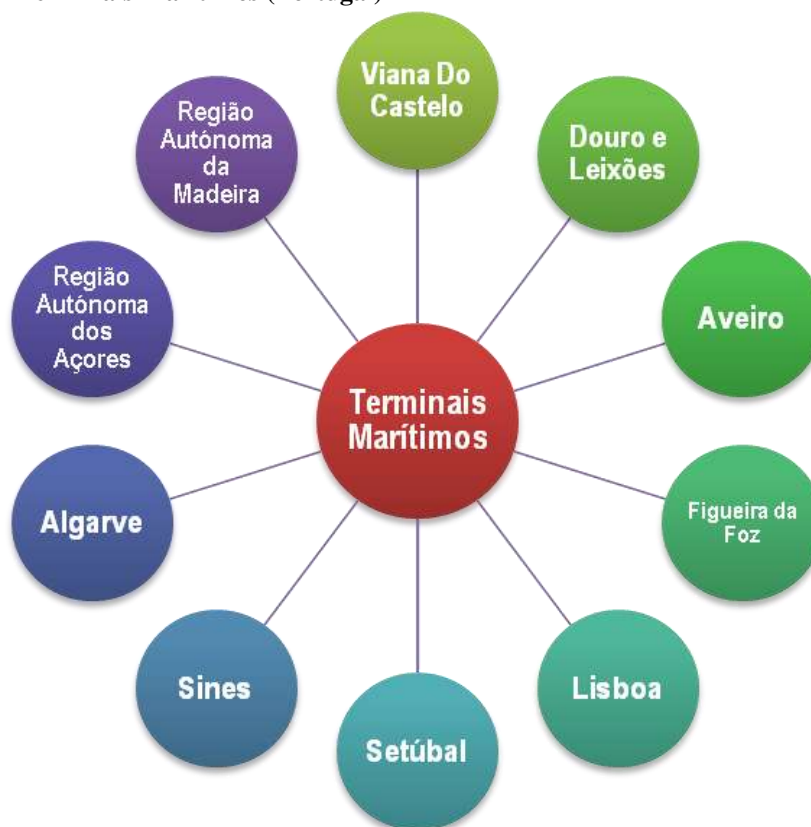 (Portugal)
Viana Do
Castelo
Douro e
Leixões
Aveiro
Figueira da
Foz
Lisboa
Setúbal
Sines
Algarve
Região
Autónoma
dos
Açores
Região
Autónoma
da
Madeira
Terminais
Marítimos